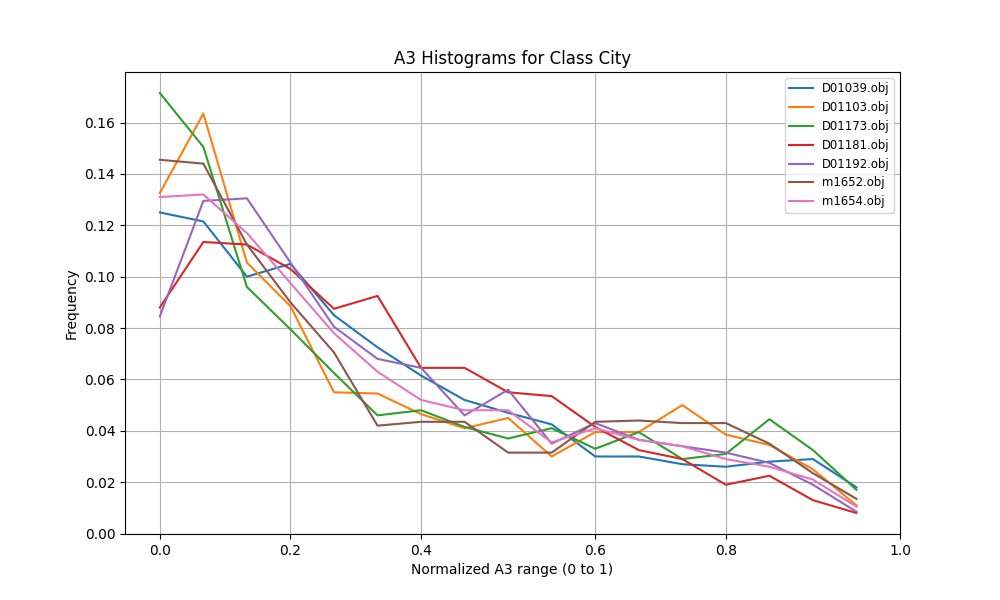 A3 Histograms for Class City
D01039.obj
D01103.obj
D01173.obj
D01181.obj
D01192.obj
m1652.obj
m1654.obj
Frequency
0.16
0.14
0.12
0.10
0.08
0.06
0.04
0.02
0.00
0.0 0.2 0.4 0.6 0.8 1.0
Normalized A3 range (0 to 1)